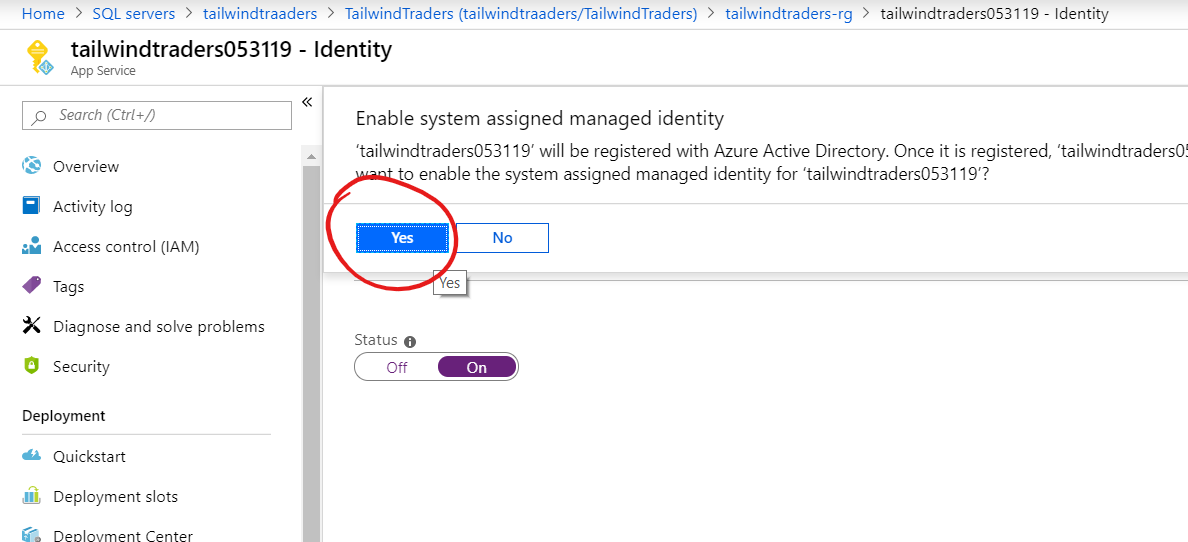 Home > SQL servers > tailwindtraaders > TailwindTraders (tailwindtraaders/TailwindTraders) > tailwindtraders-rg > tailwindtraders053119 - Identity
tailwindtraders053119 - Identity
App Service
Search (Ctrl+/)
Overview
Activity log
Access control (IAM)
Tags
Diagnose and solve problems
Security
Deployment
Quickstart
Deployment slots
Deployment Center
Enable system assigned managed identity
'tailwindtraders053119' will be registered with Azure Active Directory. Once it is registered, 'tailwindtraders05
want to enable the system assigned managed identity for 'tailwindtraders053119'?
Yes No
Yes
Status
Off On